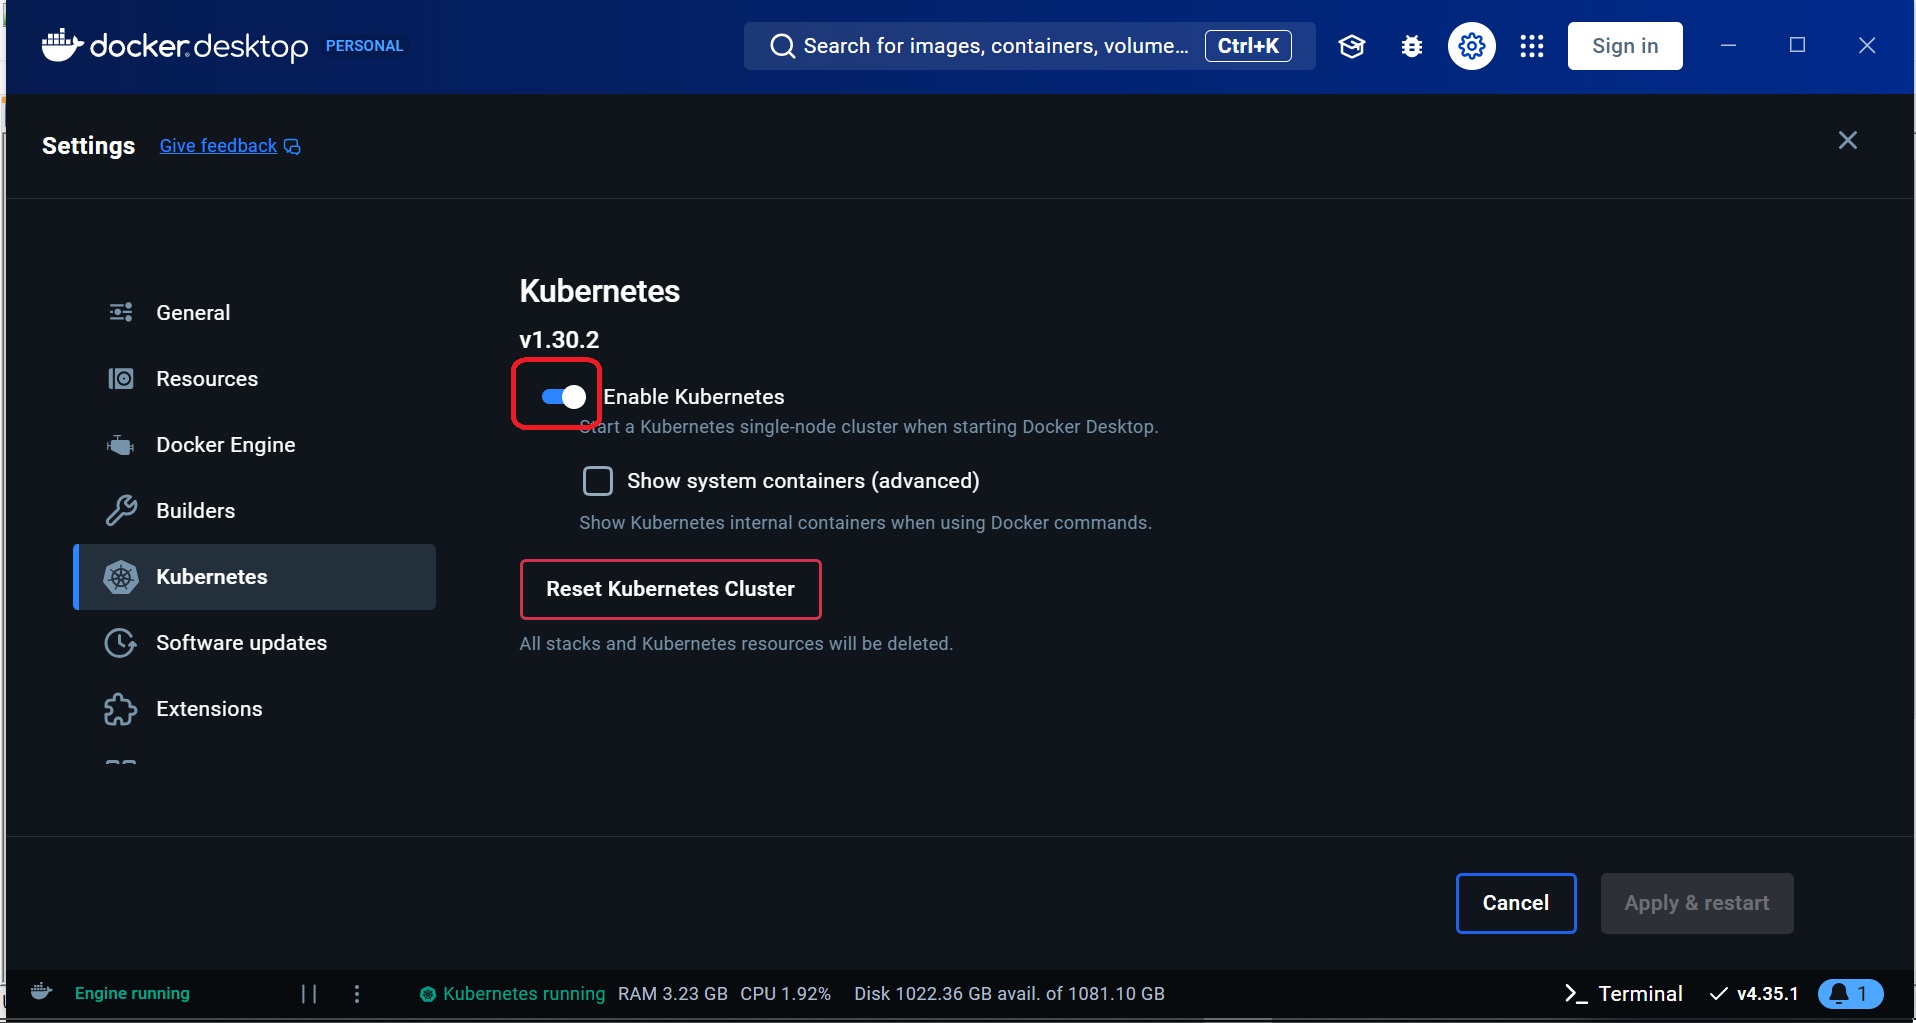 docker desktop PERSONAL
Search for images, containers, volume... Ctrl+K
Sign in
Settings Give feedback
General
Resources
Docker Engine
Builders
Kubernetes
Software updates
Extensions
Kubernetes
v1.30.2
Enable Kubernetes
Start a Kubernetes single-node cluster when starting Docker Desktop.
Show system containers (advanced)
Show Kubernetes internal containers when using Docker commands.
Reset Kubernetes Cluster
All stacks and Kubernetes resources will be deleted.
Cancel Apply & restart
Engine running Kubernetes running RAM 3.23 GB CPU 1.92% Disk 1022.36 GB avail. of 1081.10 GB >_ Terminal v4.35.1 1